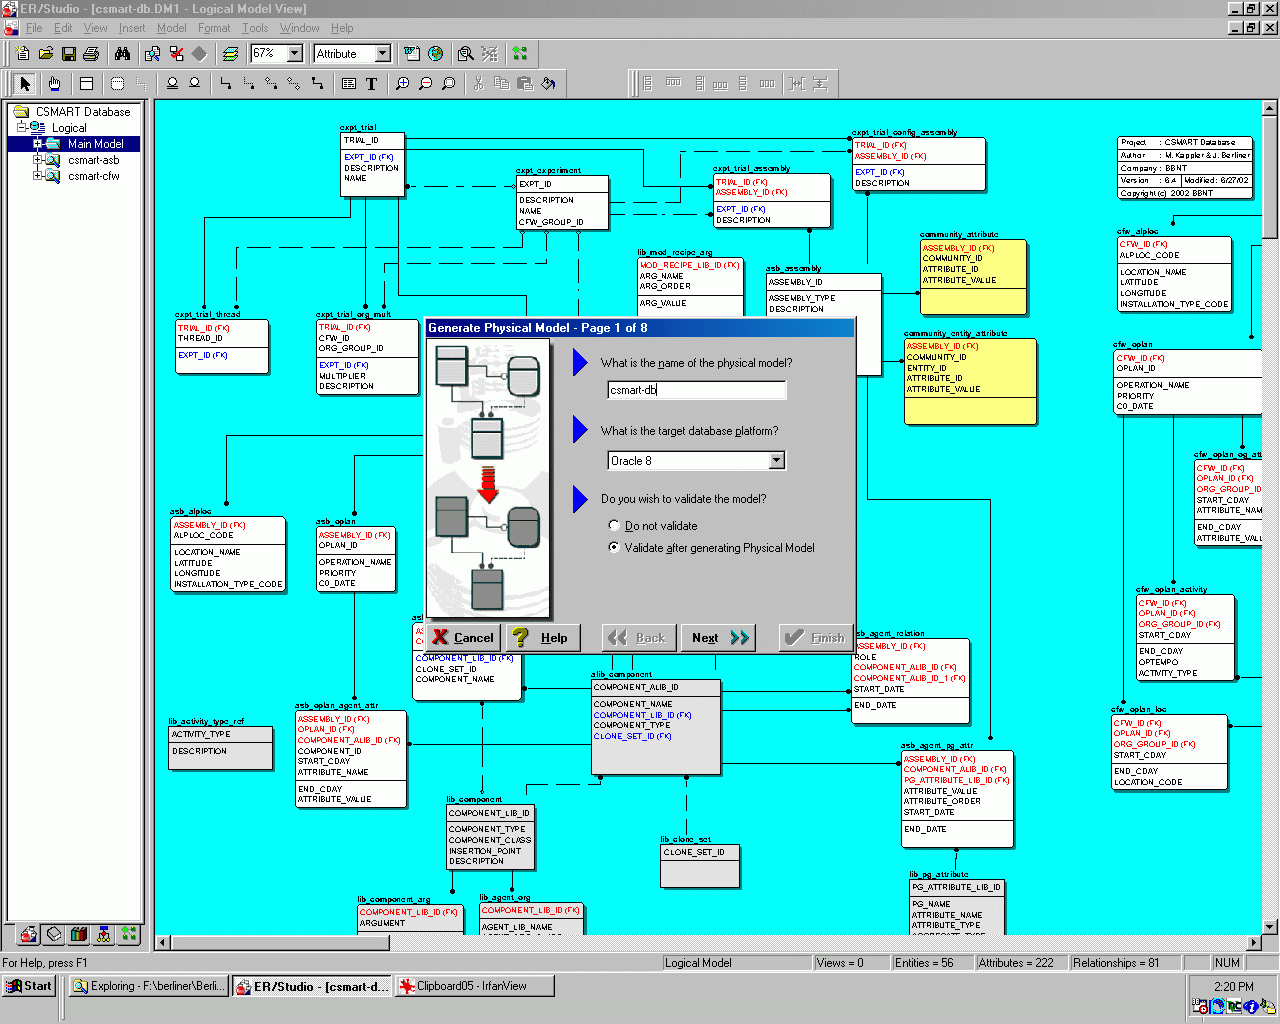 ER/Studio - [csmart-db.DM1 - Logical Model View]
File Edit View Insert Model Format Tools Window Help
67%
Attribute
CSMART Database
Logical
Main Model
csmart-asb
csmart-cfw
expt_trial
TRIAL_ID
EXPT_ID (FK)
DESCRIPTION
NAME
expt_experiment
EXPT_ID
DESCRIPTION
NAME
CFW_GROUP_ID
expt_trial_assembly
TRIAL_ID (FK)
ASSEMBLY_ID (FK)
EXPT_ID (FK)
DESCRIPTION
expt_trial_config_assembly
TRIAL_ID (FK)
ASSEMBLY_ID (FK)
EXPT_ID (FK)
DESCRIPTION
Project : CSMART Database
Author : M. Kappler & J. Berliner
Company : BBNT
Version : 6.4 Modified: 6/27/02
Copyright (c) 2002 BBNT
lib_mod_recipe_arg
MOD_RECIPE_LIB_ID (FK)
ARG_NAME
ARG_ORDER
ARG_VALUE
asb_assembly
ASSEMBLY_ID
ASSEMBLY_TYPE
DESCRIPTION
community_attribute
ASSEMBLY_ID (FK)
COMMUNITY_ID
ATTRIBUTE_ID
ATTRIBUTE_VALUE
cfw_alploc
CFW_ID (FK)
ALPLOC_CODE
LOCATION_NAME
LATITUDE
LONGITUDE
INSTALLATION_TYPE_CODE
expt_trial_thread
TRIAL_ID (FK)
THREAD_ID
EXPT_ID (FK)
expt_trial_org_mult
TRIAL_ID (FK)
CFW_ID
ORG_GROUP_ID
EXPT_ID (FK)
MULTIPLIER
DESCRIPTION
community_entity_attribute
ASSEMBLY_ID (FK)
COMMUNITY_ID
ENTITY_ID
ATTRIBUTE_ID
ATTRIBUTE_VALUE
cfw_oplan
CFW_ID (FK)
OPLAN_ID
OPERATION_NAME
PRIORITY
C0_DATE
Generate Physical Model - Page 1 of 8
What is the name of the physical model?
csmart-db
What is the target database platform?
Oracle 8
Do you wish to validate the model?
Do not validate
Validate after generating Physical Model
Cancel Help Back Next Finish
cfw_oplan_og_att
CFW_ID (FK)
OPLAN_ID (FK)
ORG_GROUP_ID
START_CDAY
ATTRIBUTE_NAM
END_CDAY
ATTRIBUTE_VALU
asb_alploc
ASSEMBLY_ID (FK)
ALPLOC_CODE
LOCATION_NAME
LATITUDE
LONGITUDE
INSTALLATION_TYPE_CODE
asb_oplan
ASSEMBLY_ID (FK)
OPLAN_ID
OPERATION_NAME
PRIORITY
C0_DATE
cfw_oplan_activity
CFW_ID (FK)
OPLAN_ID (FK)
ORG_GROUP_ID (FK)
START_CDAY
END_CDAY
OPTEMPO
ACTIVITY_TYPE
COMPONENT_LIB_ID (FK)
CLONE_SET_ID
COMPONENT_NAME
asb_agent_relation
ASSEMBLY_ID (FK)
ROLE
COMPONENT_ALIB_ID (FK)
COMPONENT_ALIB_ID_1 (FK)
START_DATE
END_DATE
alib_component
COMPONENT_ALIB_ID
COMPONENT_NAME
COMPONENT_LIB_ID (FK)
COMPONENT_TYPE
CLONE_SET_ID (FK)
lib_activity_type_ref
ACTIVITY_TYPE
DESCRIPTION
asb_oplan_agent_attr
ASSEMBLY_ID (FK)
OPLAN_ID (FK)
COMPONENT_ALIB_ID (FK)
COMPONENT_ID
START_CDAY
ATTRIBUTE_NAME
END_CDAY
ATTRIBUTE_VALUE
cfw_oplan_loc
CFW_ID (FK)
OPLAN_ID (FK)
ORG_GROUP_ID (FK)
START_CDAY
END_CDAY
LOCATION_CODE
asb_agent_pg_attr
ASSEMBLY_ID (FK)
COMPONENT_ALIB_ID (FK)
PG_ATTRIBUTE_LIB_ID (FK)
ATTRIBUTE_VALUE
ATTRIBUTE_ORDER
START_DATE
END_DATE
lib_component
COMPONENT_LIB_ID
COMPONENT_TYPE
COMPONENT_CLASS
INSERTION_POINT
DESCRIPTION
lib_clone_set
CLONE_SET_ID
lib_pg_attribute
PG_ATTRIBUTE_LIB_ID
PG_NAME
ATTRIBUTE_NAME
ATTRIBUTE_TYPE
lib_component_arg
COMPONENT_LIB_ID (FK)
ARGUMENT
lib_agent_org
COMPONENT_LIB_ID (FK)
AGENT_LIB_NAME
For Help, press F1
Logical Model Views = 0 Entities = 56 Attributes = 222 Relationships = 81 NUM
Start Exploring - F:\berliner\Berli... ER/Studio - [csmart-d... Clipboard05 - IrfanView 2:20 PM